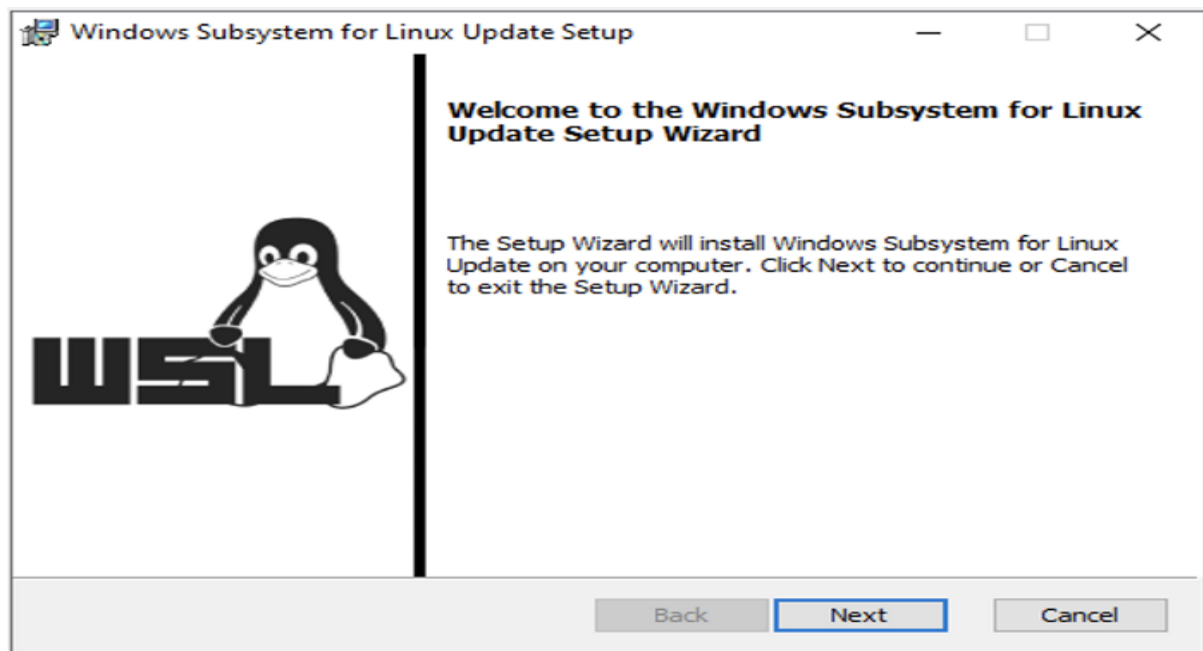 Windows Subsystem for Linux Update Setup
Welcome to the Windows Subsystem for Linux
Update Setup Wizard
The Setup Wizard will install Windows Subsystem for Linux
Update on your computer. Click Next to continue or Cancel
to exit the Setup Wizard.
WSL
Back
Next
Cancel